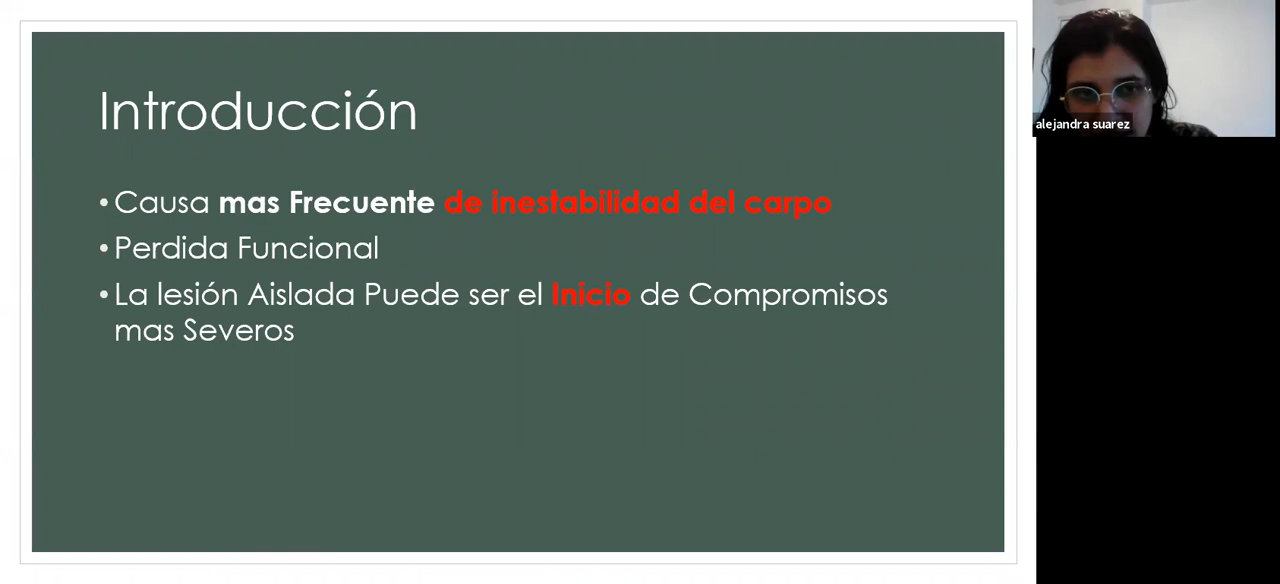 Introducción
• Causa mas Frecuente de inestabilidad del carpo
• Perdida Funcional
• La lesión Aislada Puede ser el Inicio de Compromisos
mas Severos
alejandra suarez